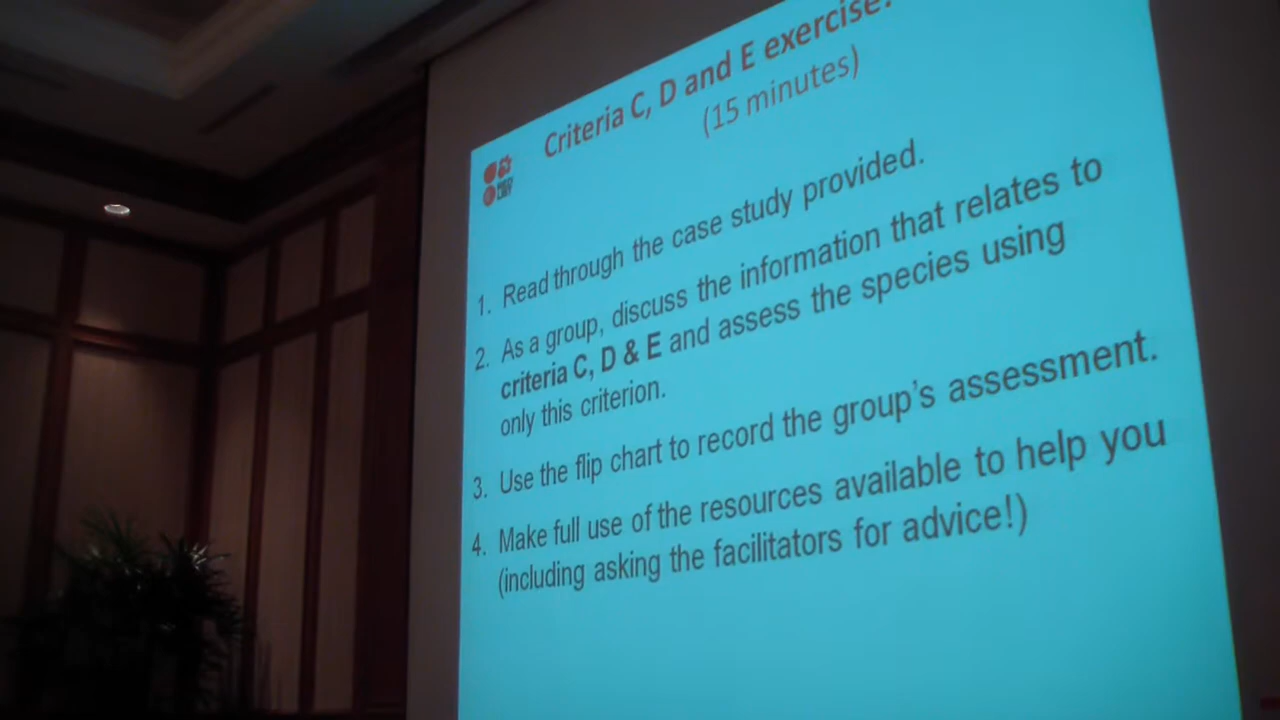 Criteria C, D and E exercise.
(15 minutes)
1. Read through the case study provided.
2. As a group, discuss the information that relates to
criteria C, D & E and assess the species using
only this criterion.
3. Use the flip chart to record the group's assessment.
4. Make full use of the resources available to help you
(including asking the facilitators for advice!)